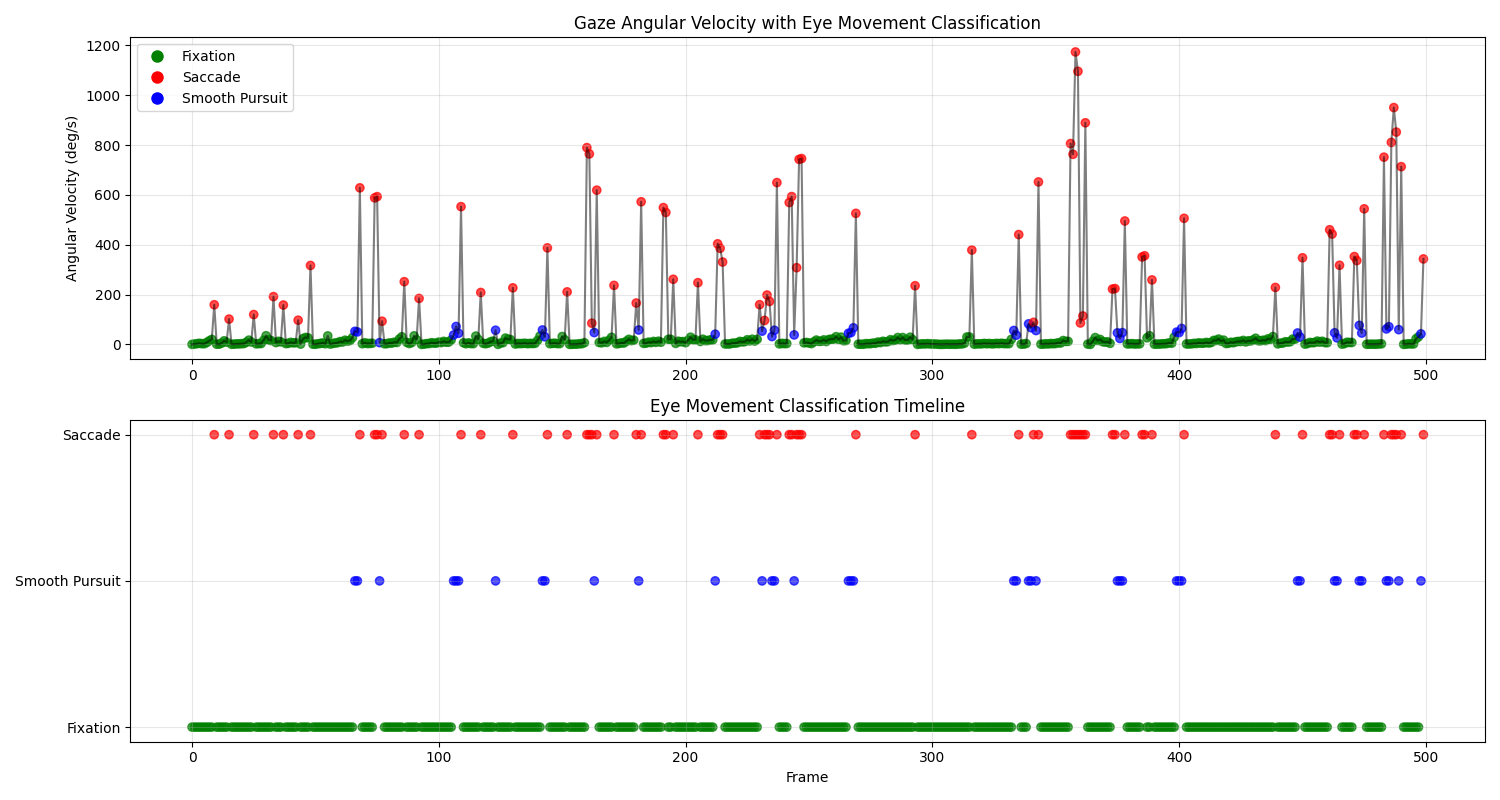 Gaze Angular Velocity with Eye Movement Classification
Angular Velocity (deg/s)
1200
1000
800
600
400
200
0
Fixation
Saccade
Smooth Pursuit
0 100 200 300 400 500
Eye Movement Classification Timeline
Saccade
Smooth Pursuit
Fixation
0 100 200 300 400 500
Frame